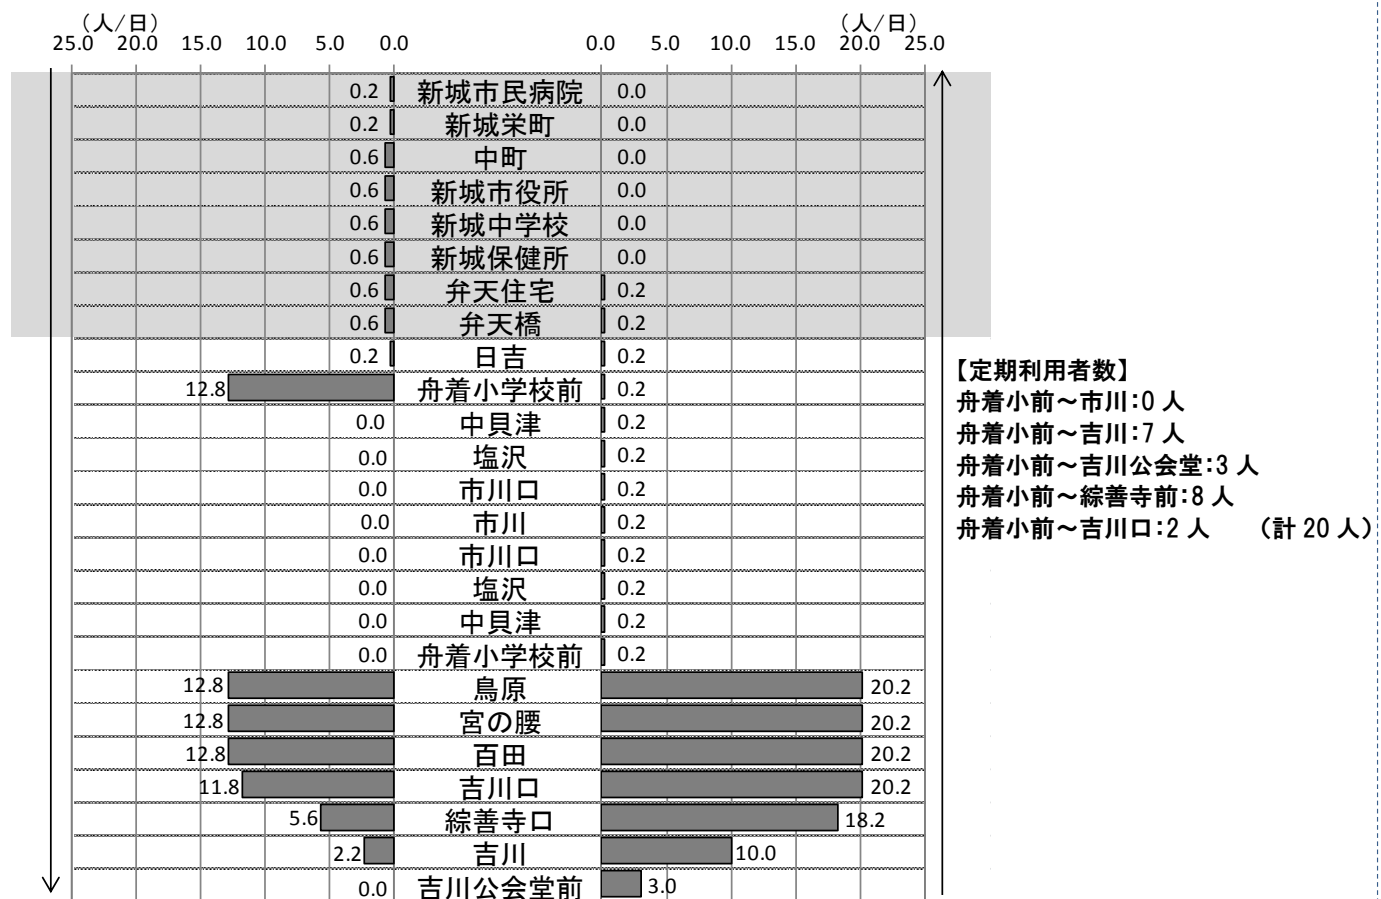 （人/日） （人/日）
25.0 20.0 15.0 10.0 5.0 0.0 0.0 5.0 10.0 15.0 20.0 25.0
0.2 新城市民病院 0.0
0.2 新城栄町 0.0
0.6 中町 0.0
0.6 新城市役所 0.0
0.6 新城中学校 0.0
0.6 新城保健所 0.0
0.6 弁天住宅 0.2
0.6 弁天橋 0.2
0.2 日吉 0.2
12.8 舟着小学校前 0.2
0.0 中貝津 0.2
0.0 塩沢 0.2
0.0 市川口 0.2
0.0 市川 0.2
0.0 市川口 0.2
0.0 塩沢 0.2
0.0 中貝津 0.2
0.0 舟着小学校前 0.2
12.8 鳥原 20.2
12.8 宮の腰 20.2
12.8 百田 20.2
11.8 吉川口 20.2
5.6 綜善寺口 18.2
2.2 吉川 10.0
0.0 吉川公会堂前 3.0
【定期利用者数】
舟着小前～市川：0 人
舟着小前～吉川：7 人
舟着小前～吉川公会堂：3 人
舟着小前～綜善寺前：8 人
舟着小前～吉川口：2 人 （計 20 人）